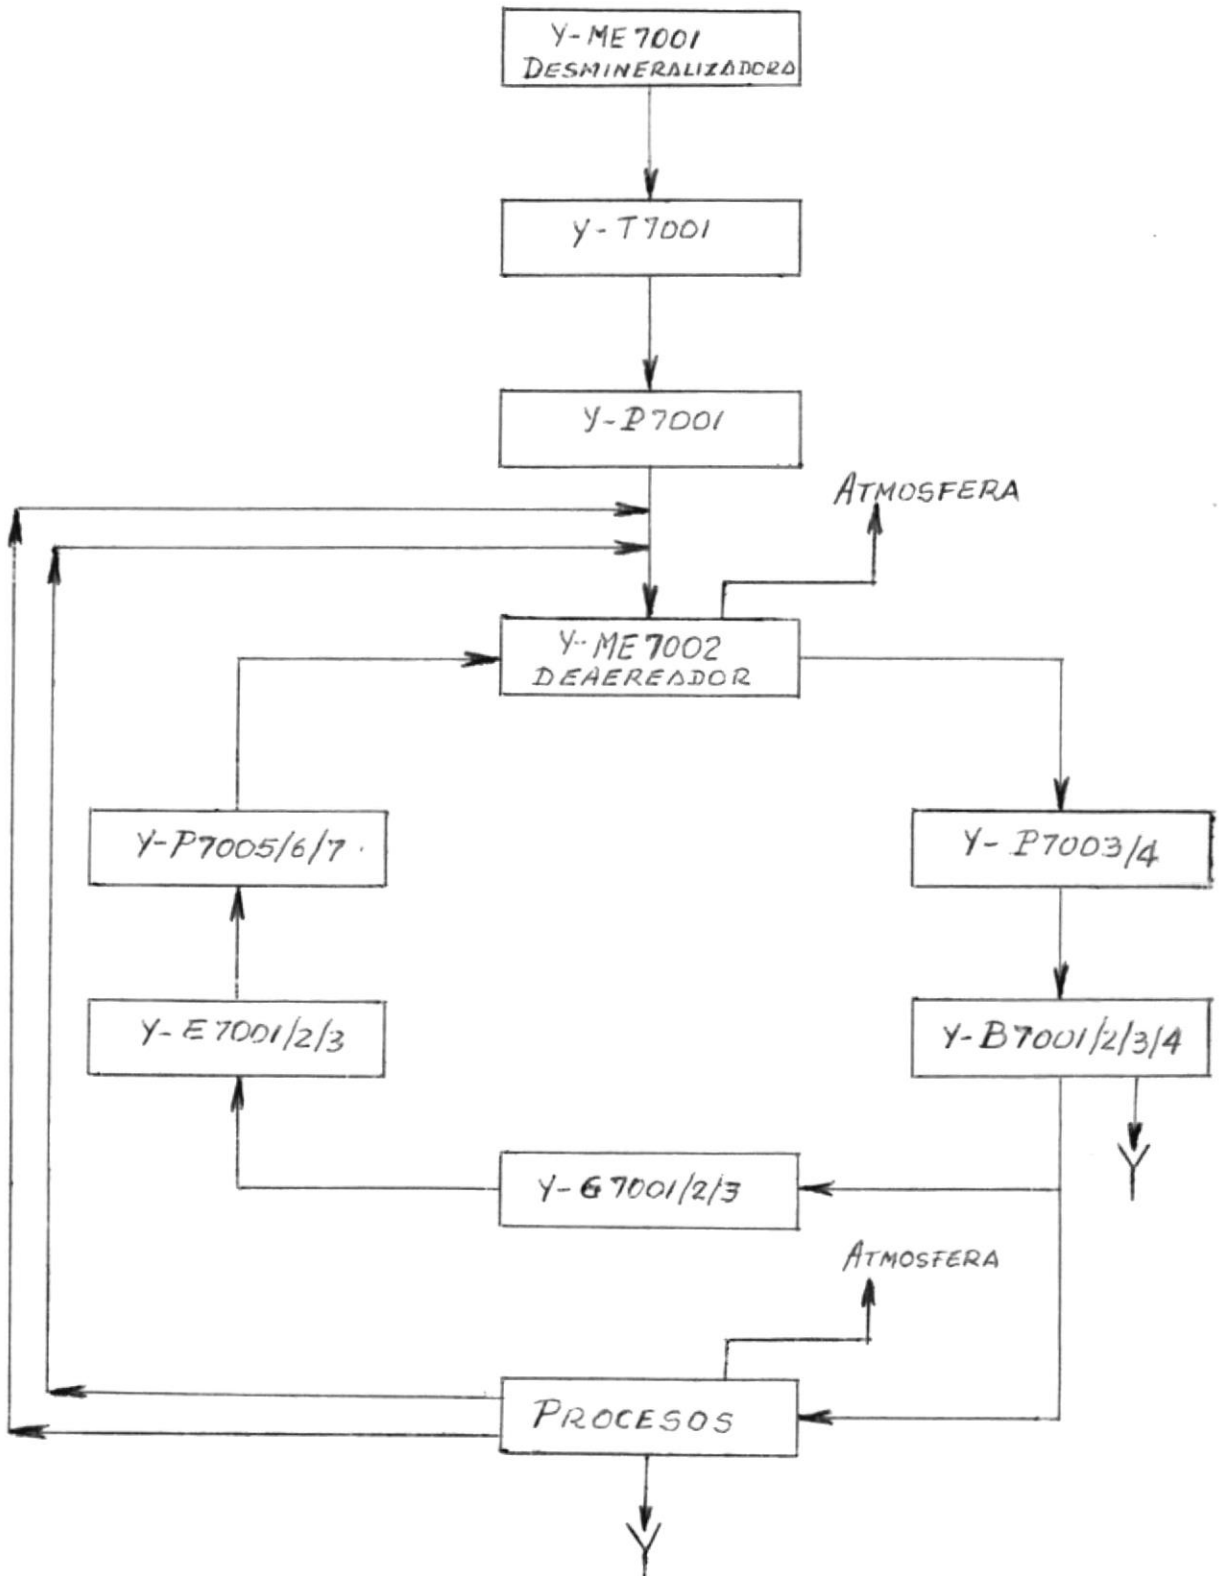 Y-ME7001
DESMINERALIZADORA
Y-T7001
Y-P7001
ATMOSFERA
Y-ME7002
DEAEREADOR
Y-P7005/6/7
Y-P7003/4
Y-E7001/2/3
Y-B7001/2/3/4
Y-G7001/2/3
ATMOSFERA
PROCESOS